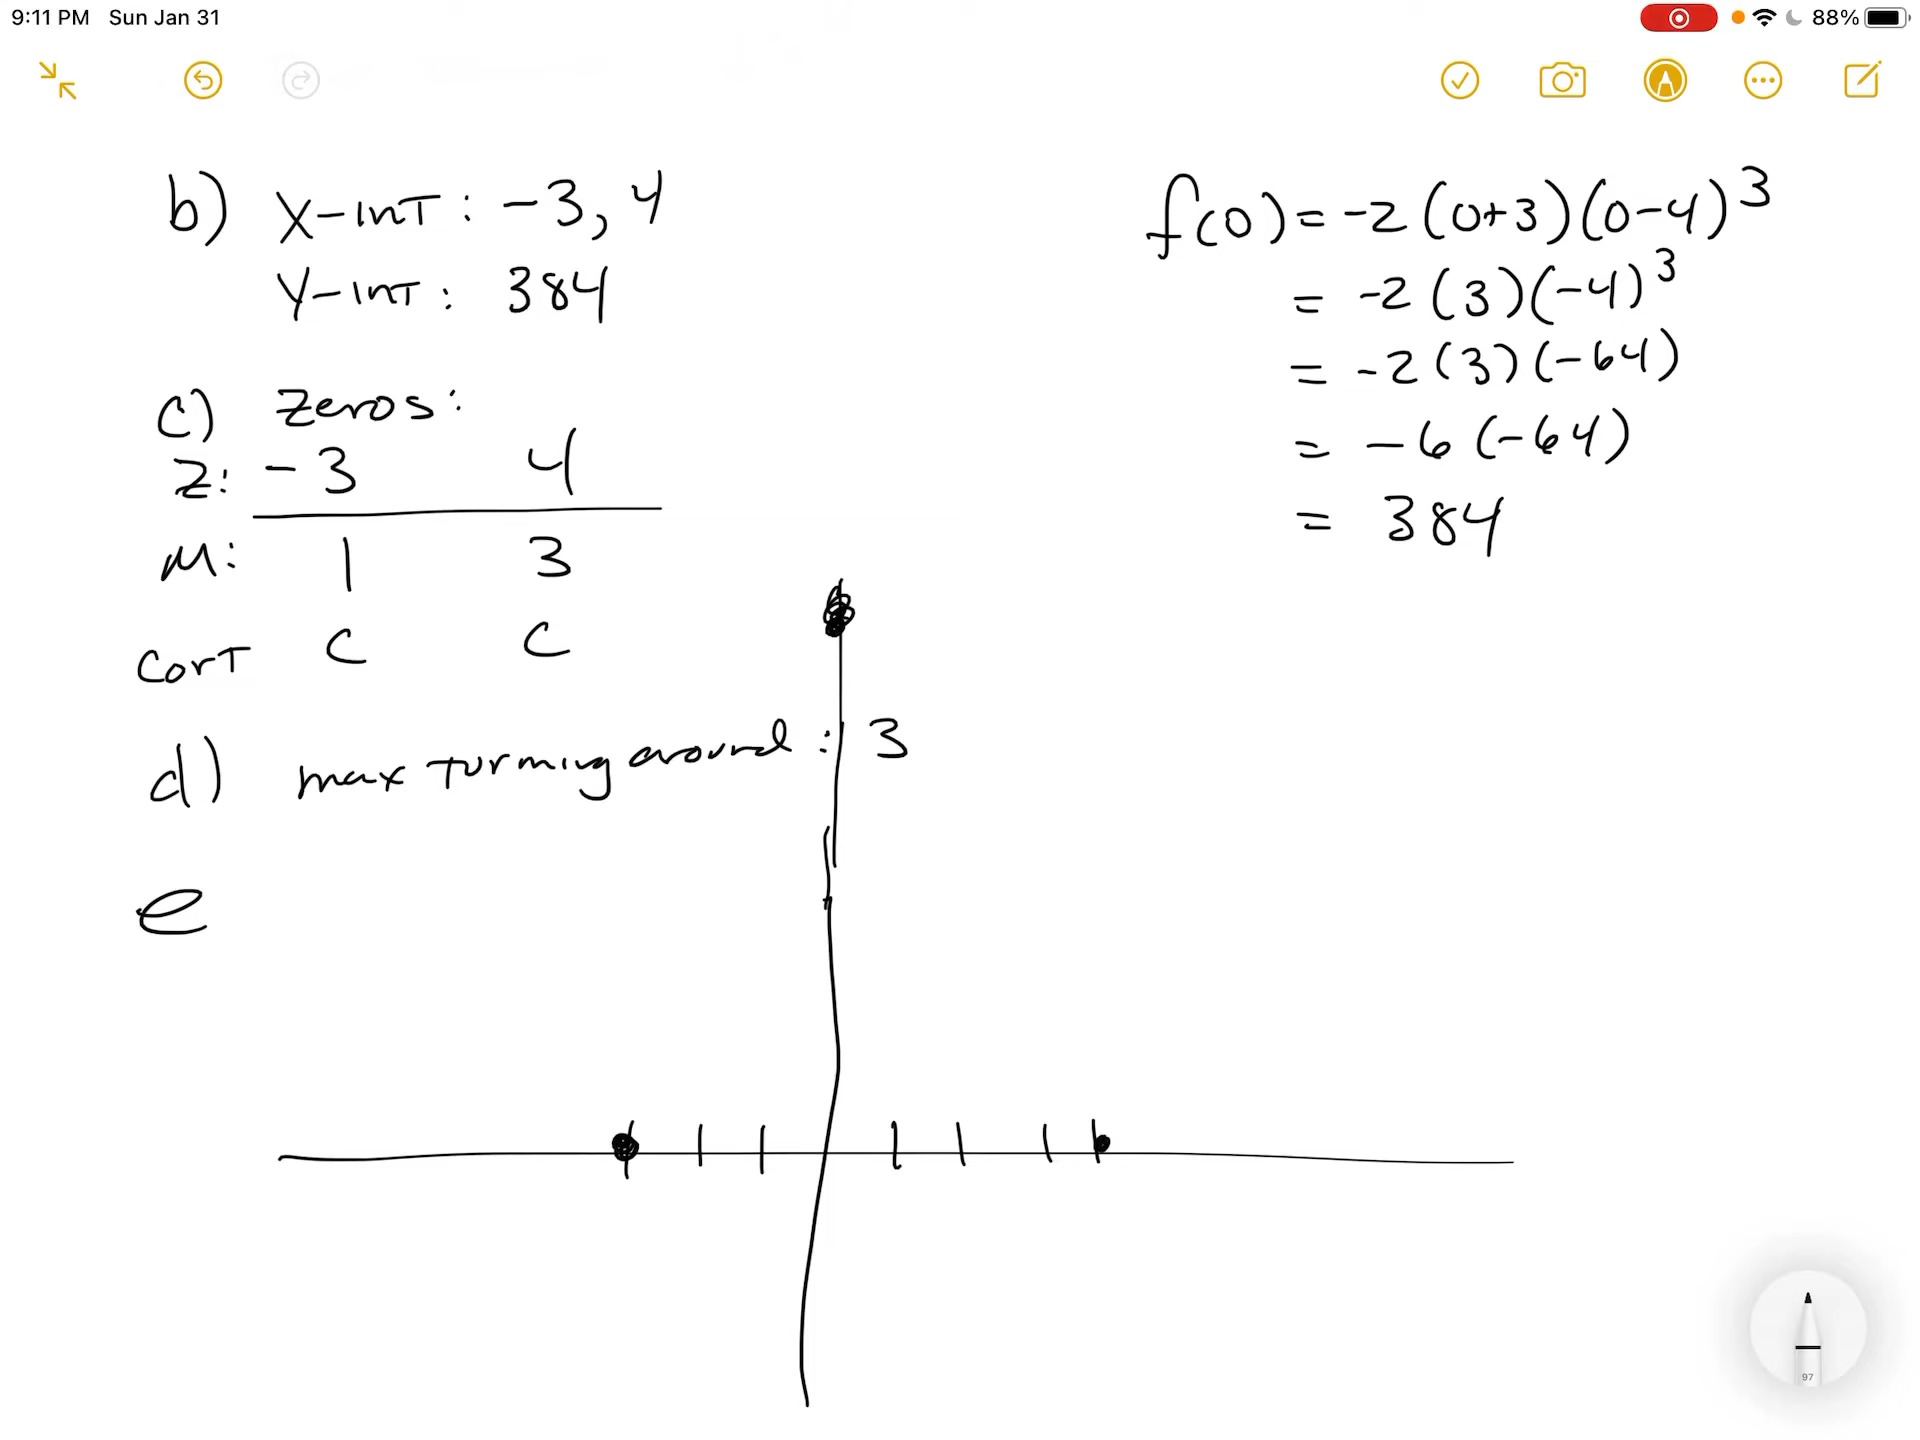 9:11 PM Sun Jan 31
88%
b) X-InT : -3, 4
Y-InT : 384
f(0) = -2(0+3)(0-4)³
= -2(3)(-4)³
= -2(3)(-64)
= -6(-64)
= 384
c) Zeros:
Z: -3 4
M: 1 3
CorT C C
d) max turning around : 3
e
97